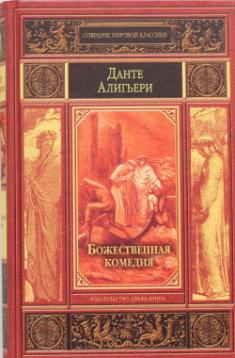 СОБРАНИЕ МИРОВОЙ КЛАССИКИ
ДАНТЕ
АЛИГЬЕРИ
БОЖЕСТВЕННАЯ
КОМЕДИЯ
ИЗДАТЕЛЬСТВО АЛЬФА-КНИГА